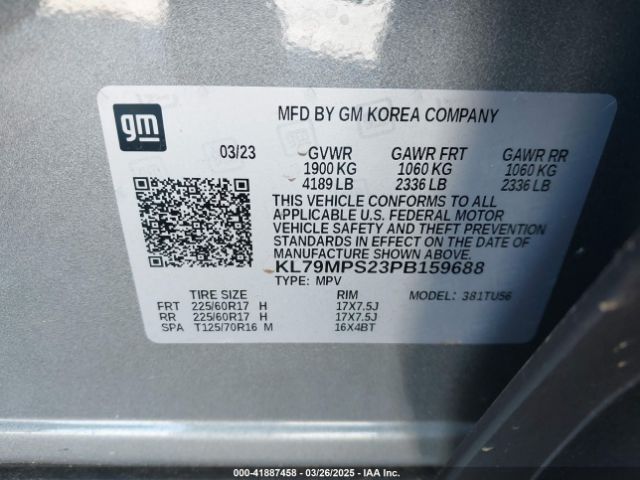 gm
MFD BY GM KOREA COMPANY
03/23 GVWR GAWR FRT GAWR RR
1900 KG 1060 KG 1060 KG
4189 LB 2336 LB 2336 LB
THIS VEHICLE CONFORMS TO ALL
APPLICABLE U.S. FEDERAL MOTOR
VEHICLE SAFETY AND THEFT PREVENTION
STANDARDS IN EFFECT ON THE DATE OF
MANUFACTURE SHOWN ABOVE.
KL79MPS23PB159688
TYPE: MPV
TIRE SIZE RIM MODEL: 381TU56
FRT 225/60R17 H 17X7.5J
RR 225/60R17 H 17X7.5J
SPA T125/70R16 M 16X4BT
000-41887458 - 03/26/2025 - IAA Inc.